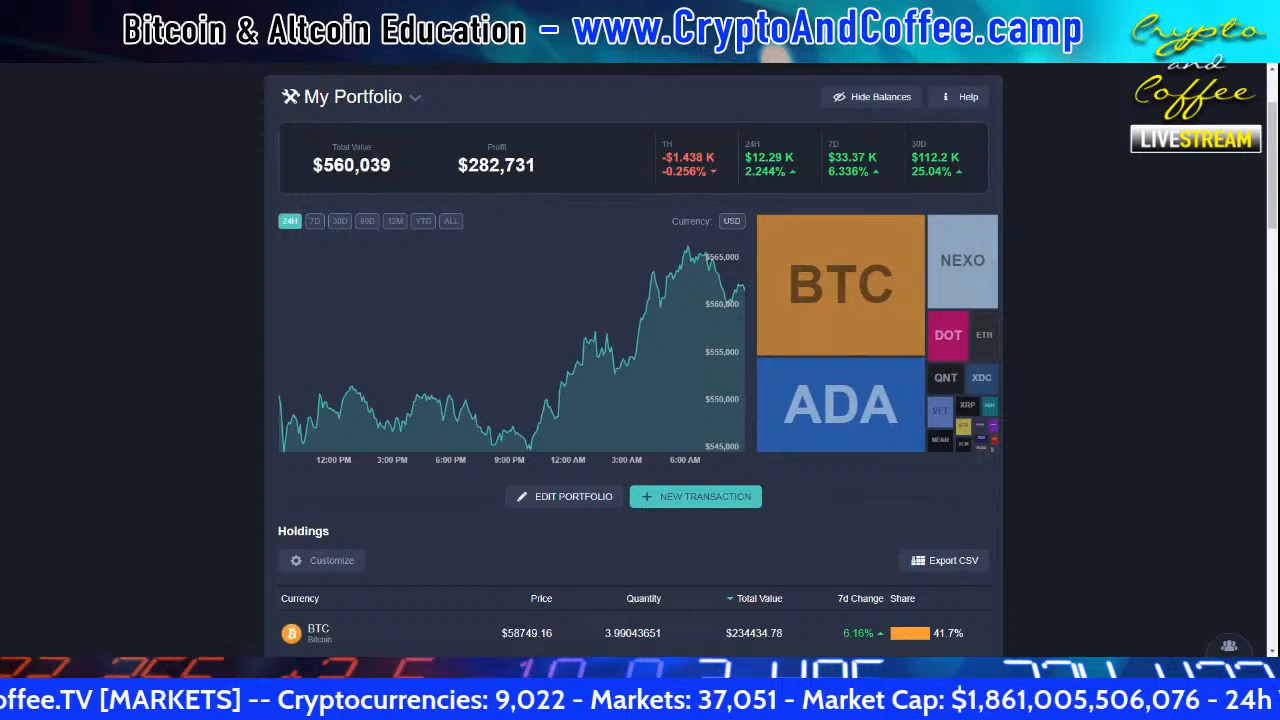 Bitcoin & Altcoin Education - www.CryptoAndCoffee.camp
Crypto
and
Coffee
LIVESTREAM
My Portfolio
Hide Balances
i Help
Total Value
$560,039
Profit
$282,731
1H
-$1.438 K
-0.256%
24H
$12.29 K
2.244%
7D
$33.37 K
6.336%
30D
$112.2 K
25.04%
24H 7D 30D 90D 12M YTD ALL
Currency: USD
$565,000
$560,000
$555,000
$550,000
$545,000
12:00 PM 3:00 PM 6:00 PM 9:00 PM 12:00 AM 3:00 AM 6:00 AM
BTC
NEXO
DOT ETH
QNT XDC
ADA
VET XRP
NEAR XLM
EDIT PORTFOLIO
+ NEW TRANSACTION
Holdings
Customize
Export CSV
Currency Price Quantity Total Value 7d Change Share
BTC
Bitcoin
$58749.16 3.99043651 $234434.78 6.16% 41.7%
offee.TV [MARKETS] -- Cryptocurrencies: 9,022 - Markets: 37,051 - Market Cap: $1,861,005,506,076 - 24h